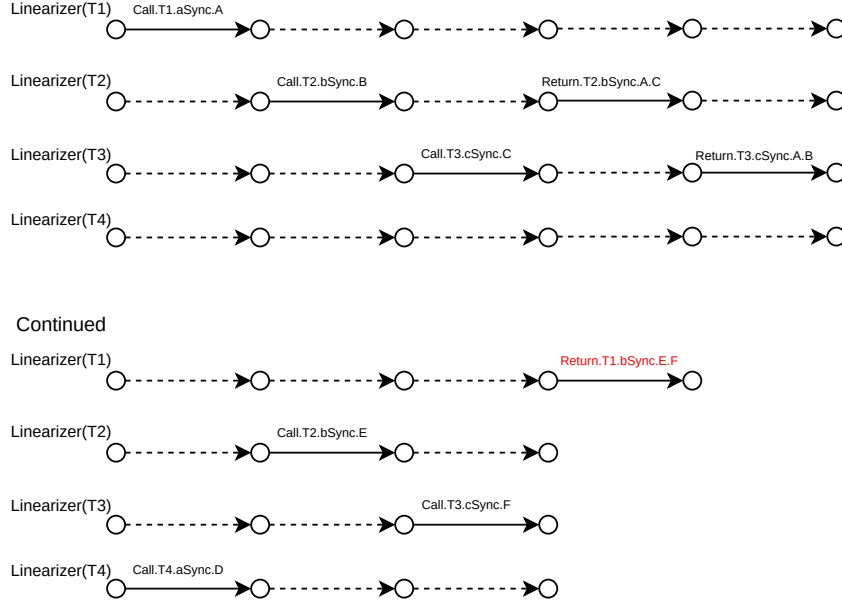 Linearizer(T1) Call.T1.aSync.A
Linearizer(T2) Call.T2.bSync.B Return.T2.bSync.A.C
Linearizer(T3) Call.T3.cSync.C Return.T3.cSync.A.B
Linearizer(T4)
Continued
Linearizer(T1) Return.T1.bSync.E.F
Linearizer(T2) Call.T2.bSync.E
Linearizer(T3) Call.T3.cSync.F
Linearizer(T4) Call.T4.aSync.D